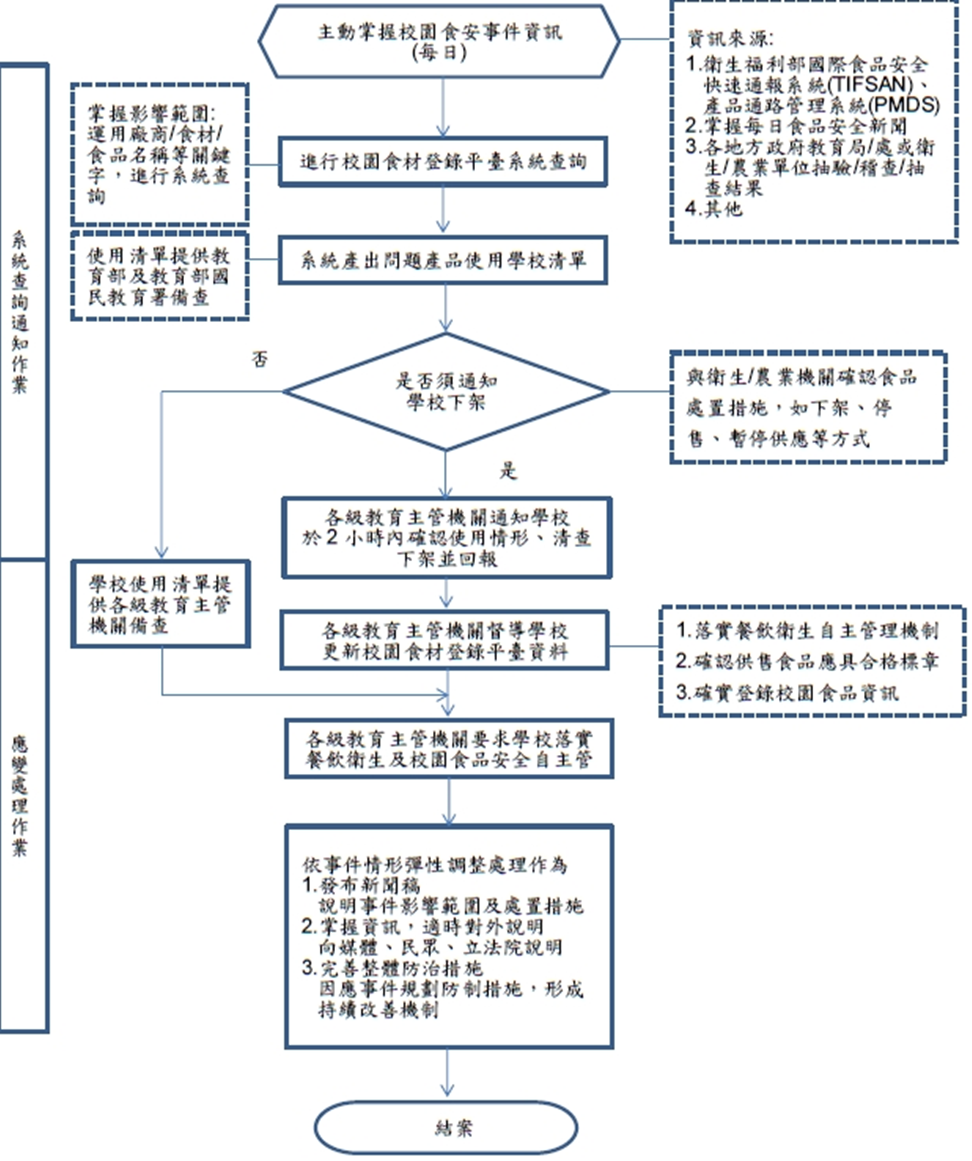 主動掌握校園食安事件資訊
(每日)
資訊來源:
1.衛生福利部國際食品安全
快速通報系統(TIFSAN)、
產品通路管理系統(PMDS)
2.掌握每日食品安全新聞
3.各地方政府教育局/處或衛
生/農業單位抽驗/稽查/抽
查結果
4.其他
掌握影響範圍:
運用廠商/食材/
食品名稱等關鍵
字，進行系統查
詢
進行校園食材登錄平臺系統查詢
系統查詢通知作業
使用清單提供教
育部及教育部國
民教育署備查
系統產出問題產品使用學校清單
否
是否須通知
學校下架
與衛生/農業機關確認食品
處置措施，如下架、停
售、暫停供應等方式
是
各級教育主管機關通知學校
於2小時內確認使用情形、清查
下架並回報
學校使用清單提
供各級教育主管
機關備查
各級教育主管機關督導學校
更新校園食材登錄平臺資料
1.落實餐飲衛生自主管理機制
2.確認供售食品應具合格標章
3.確實登錄校園食品資訊
應變處理作業
各級教育主管機關要求學校落實
餐飲衛生及校園食品安全自主管
依事件情形彈性調整處理作為
1.發布新聞稿
說明事件影響範圍及處置措施
2.掌握資訊，適時對外說明
向媒體、民眾、立法院說明
3.完善整體防治措施
因應事件規劃防制措施，形成
持續改善機制
結案